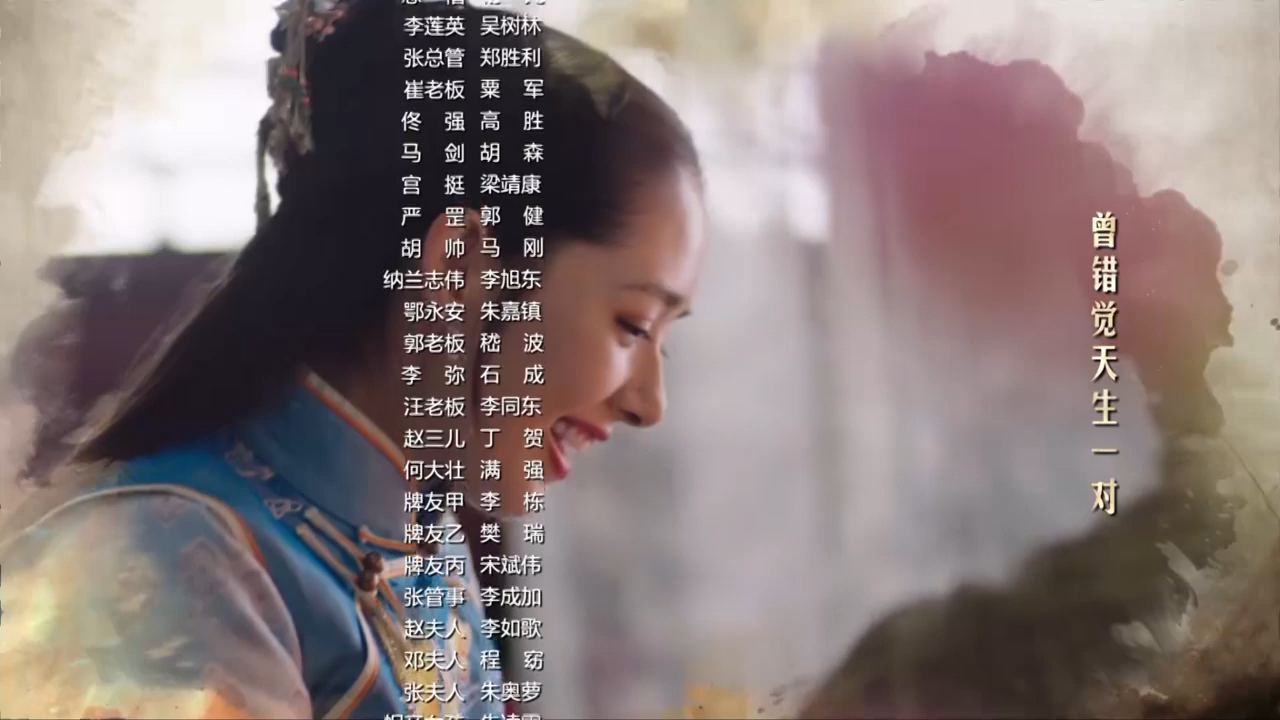 李莲英 吴树林
张总管 郑胜利
崔老板 粟军
佟强 高胜
马剑 胡森
宫挺 梁靖康
严罡 郭健
胡帅 马刚
纳兰志伟 李旭东
鄂永安 朱嘉镇
郭老板 嵇波
李弥 石成
汪老板 李同东
赵三儿 丁贺
何大壮 满强
牌友甲 李栋
牌友乙 樊瑞
牌友丙 宋斌伟
张管事 李成加
赵夫人 李如歌
邓夫人 程窈
张夫人 朱奥萝
曾错觉天生一对